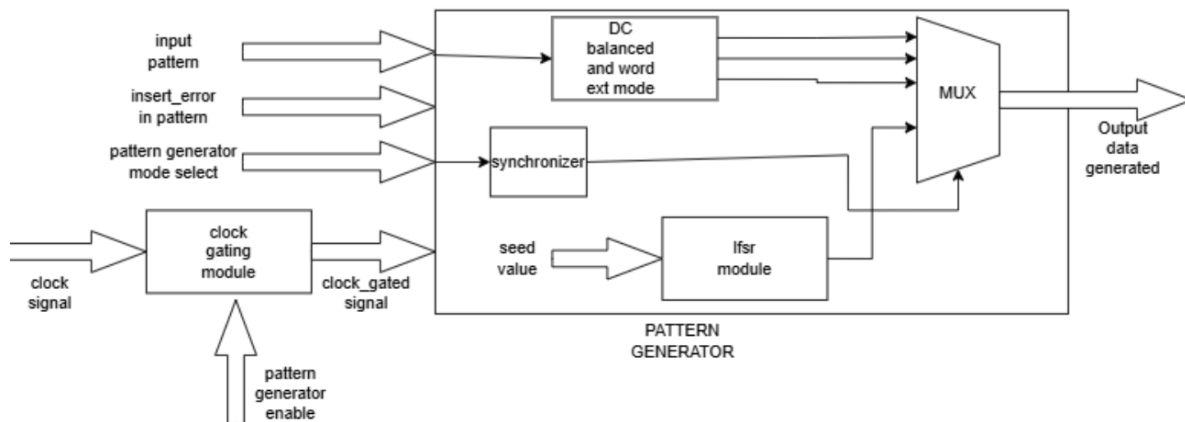 input
pattern
insert_error
in pattern
pattern generator
mode select
clock
signal
clock
gating
module
clock_gated
signal
pattern
generator
enable
DC
balanced
and word
ext mode
synchronizer
seed
value
lfsr
module
MUX
Output
data
generated
PATTERN
GENERATOR